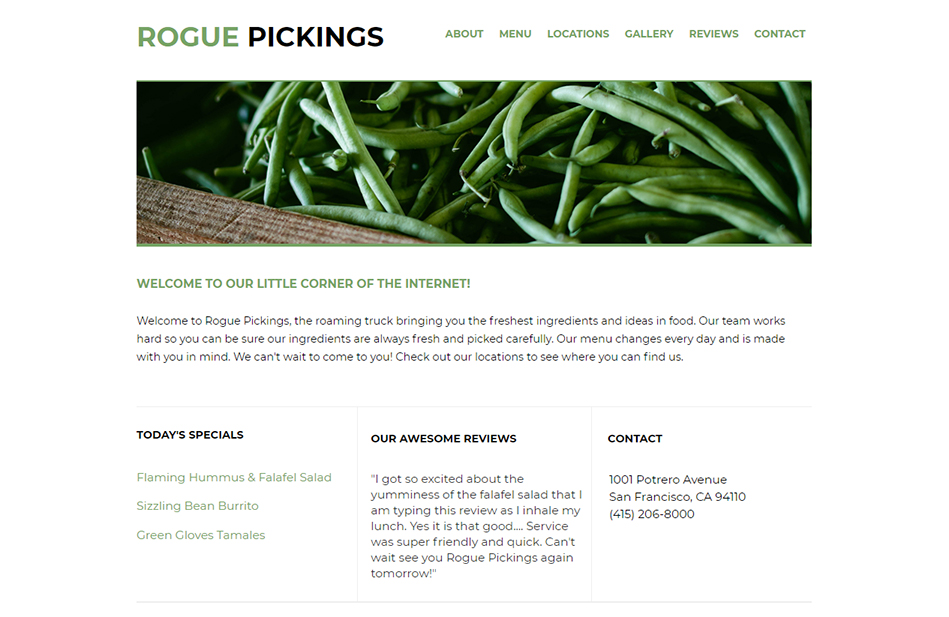 ROGUE PICKINGS
ABOUT MENU LOCATIONS GALLERY REVIEWS CONTACT
WELCOME TO OUR LITTLE CORNER OF THE INTERNET!
Welcome to Rogue Pickings, the roaming truck bringing you the freshest ingredients and ideas in food. Our team works
hard so you can be sure our ingredients are always fresh and picked carefully. Our menu changes every day and is made
with you in mind. We can't wait to come to you! Check out our locations to see where you can find us.
TODAY'S SPECIALS
Flaming Hummus & Falafel Salad
Sizzling Bean Burrito
Green Gloves Tamales
OUR AWESOME REVIEWS
"I got so excited about the
yumminess of the falafel salad that I
am typing this review as I inhale my
lunch. Yes it is that good.... Service
was super friendly and quick. Can't
wait see you Rogue Pickings again
tomorrow!"
CONTACT
1001 Potrero Avenue
San Francisco, CA 94110
(415) 206-8000